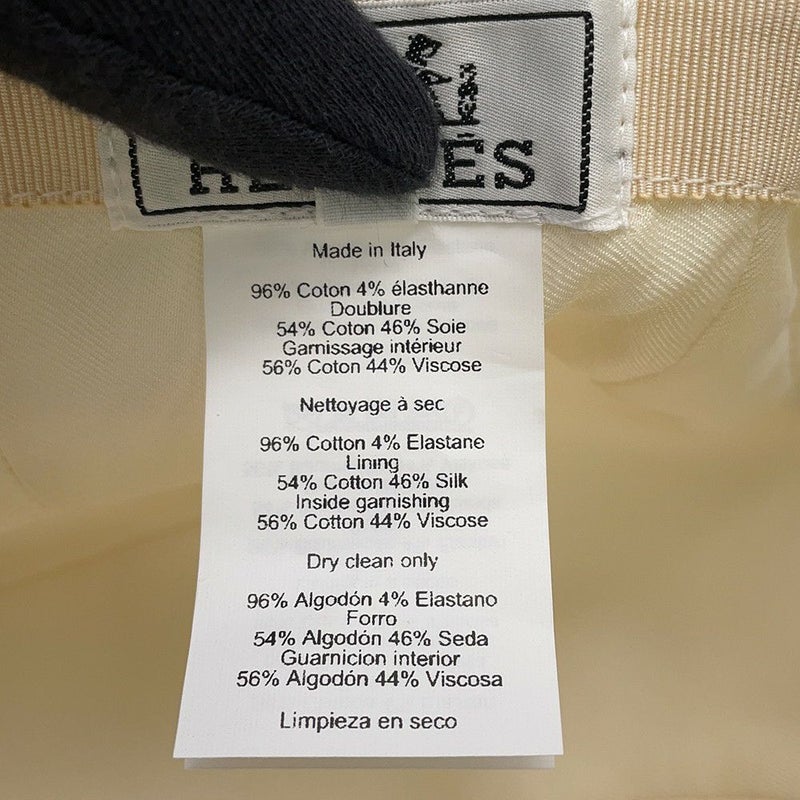 Made in Italy
96% Coton 4% élasthanne
Doublure
54% Coton 46% Soie
Garnissage intérieur
56% Coton 44% Viscose
Nettoyage à sec
96% Cotton 4% Elastane
Lining
54% Cotton 46% Silk
Inside garnishing
56% Cotton 44% Viscose
Dry clean only
96% Algodón 4% Elastano
Forro
54% Algodón 46% Seda
Guarnicion interior
56% Algodón 44% Viscosa
Limpieza en seco